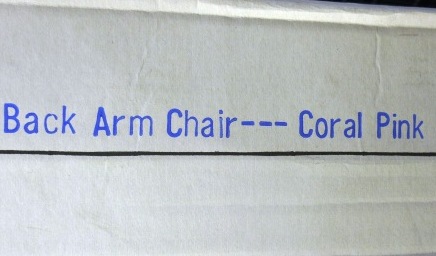 Back Arm Chair--- Coral Pink